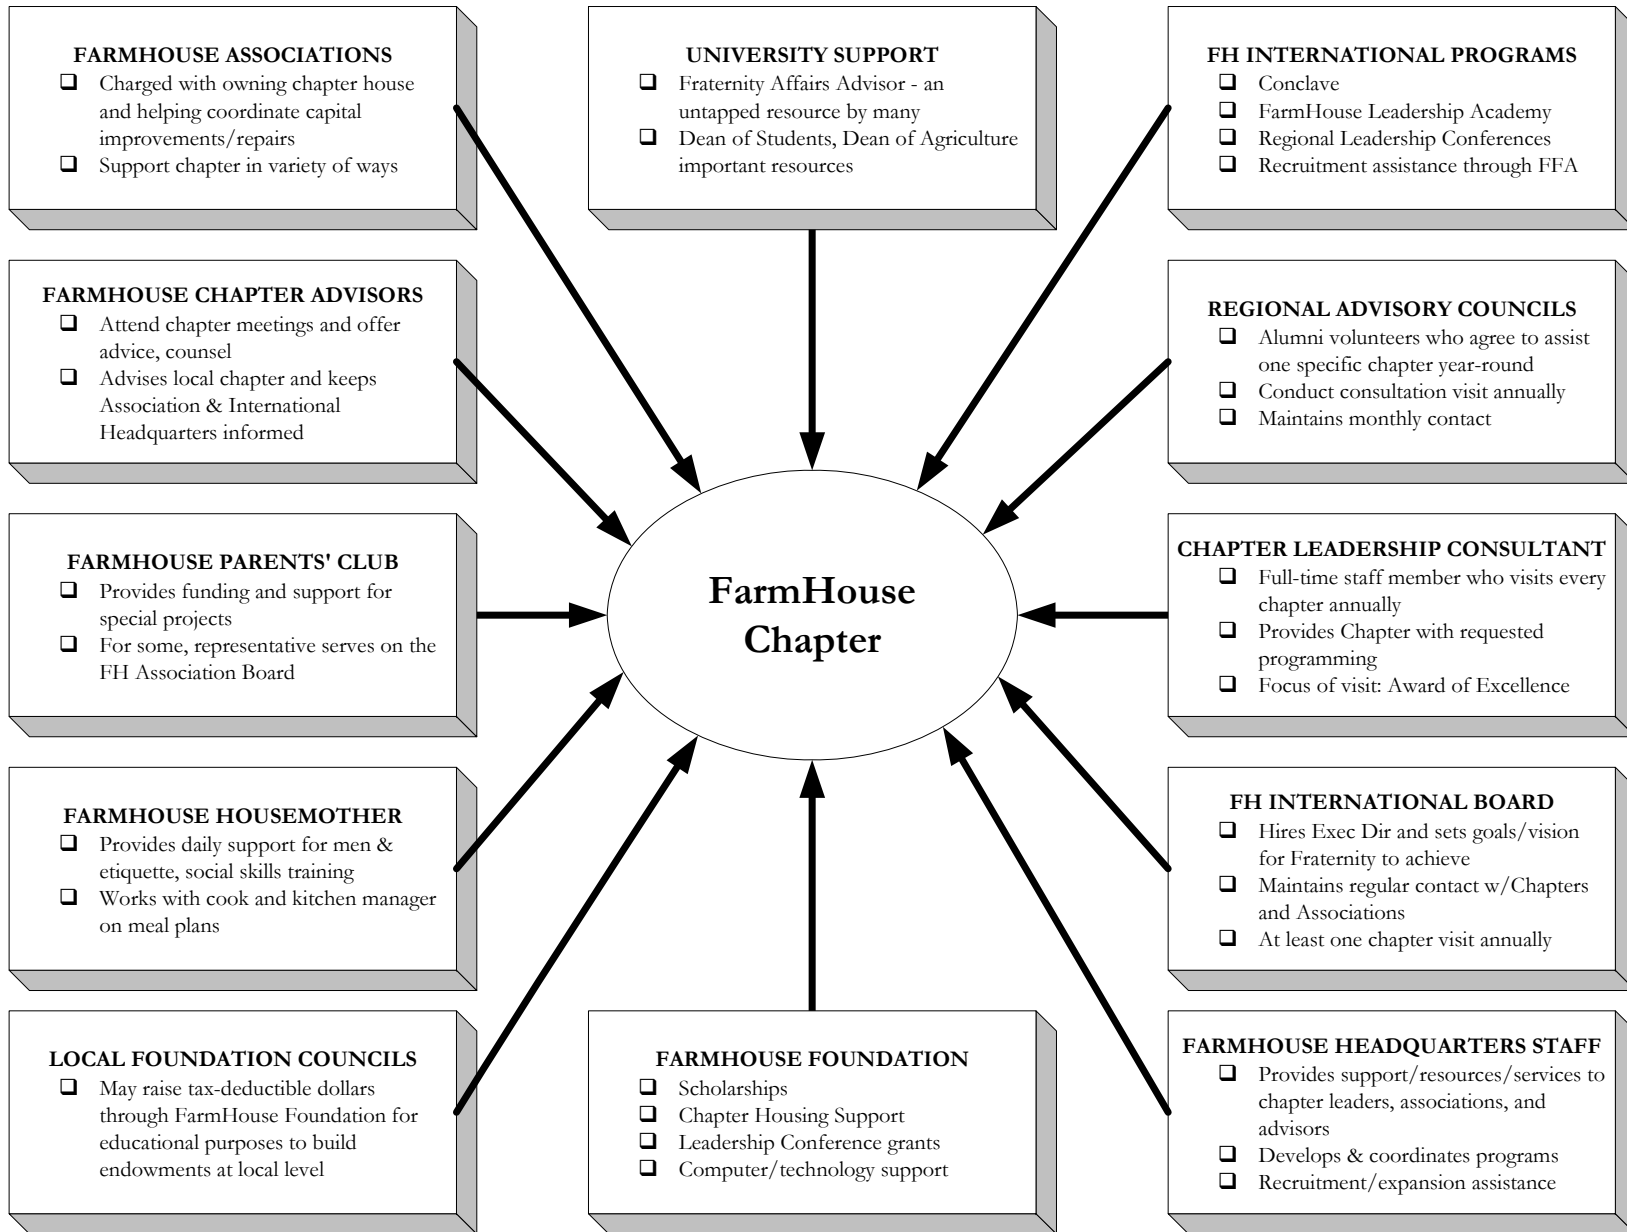 FARMHOUSE ASSOCIATIONS
❑ Charged with owning chapter house
and helping coordinate capital
improvements/repairs
❑ Support chapter in variety of ways
UNIVERSITY SUPPORT
❑ Fraternity Affairs Advisor - an
untapped resource by many
❑ Dean of Students, Dean of Agriculture
important resources
FH INTERNATIONAL PROGRAMS
❑ Conclave
❑ FarmHouse Leadership Academy
❑ Regional Leadership Conferences
❑ Recruitment assistance through FFA
FARMHOUSE CHAPTER ADVISORS
❑ Attend chapter meetings and offer
advice, counsel
❑ Advises local chapter and keeps
Association & International
Headquarters informed
REGIONAL ADVISORY COUNCILS
❑ Alumni volunteers who agree to assist
one specific chapter year-round
❑ Conduct consultation visit annually
❑ Maintains monthly contact
FARMHOUSE PARENTS' CLUB
❑ Provides funding and support for
special projects
❑ For some, representative serves on the
FH Association Board
FarmHouse
Chapter
CHAPTER LEADERSHIP CONSULTANT
❑ Full-time staff member who visits every
chapter annually
❑ Provides Chapter with requested
programming
❑ Focus of visit: Award of Excellence
FARMHOUSE HOUSEMOTHER
❑ Provides daily support for men &
etiquette, social skills training
❑ Works with cook and kitchen manager
on meal plans
FH INTERNATIONAL BOARD
❑ Hires Exec Dir and sets goals/vision
for Fraternity to achieve
❑ Maintains regular contact w/Chapters
and Associations
❑ At least one chapter visit annually
LOCAL FOUNDATION COUNCILS
❑ May raise tax-deductible dollars
through FarmHouse Foundation for
educational purposes to build
endowments at local level
FARMHOUSE FOUNDATION
❑ Scholarships
❑ Chapter Housing Support
❑ Leadership Conference grants
❑ Computer/technology support
FARMHOUSE HEADQUARTERS STAFF
❑ Provides support/resources/services to
chapter leaders, associations, and
advisors
❑ Develops & coordinates programs
❑ Recruitment/expansion assistance